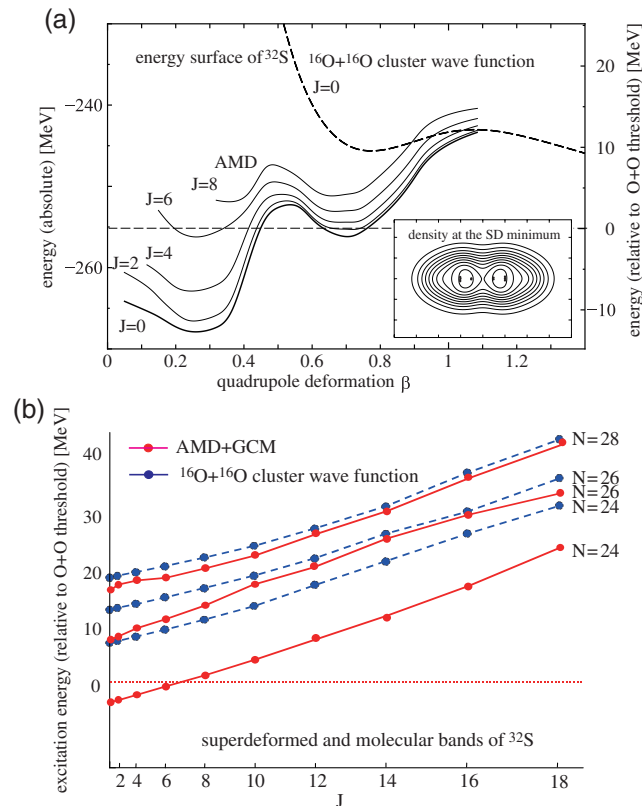 (a)
energy surface of ³²S
¹⁶O+¹⁶O cluster wave function
J=0
AMD
J=8
J=6
J=4
J=2
J=0
density at the SD minimum
energy (absolute) [MeV]
−240
−260
energy (relative to O+O threshold) [MeV]
20
10
0
−10
0 0.2 0.4 0.6 0.8 1 1.2
quadrupole deformation β
(b)
AMD+GCM
¹⁶O+¹⁶O cluster wave function
N=28
N=26
N=26
N=24
N=24
superdeformed and molecular bands of ³²S
excitation energy (relative to O+O threshold) [MeV]
40
30
20
10
0
2 4 6 8 10 12 14 16 18
J